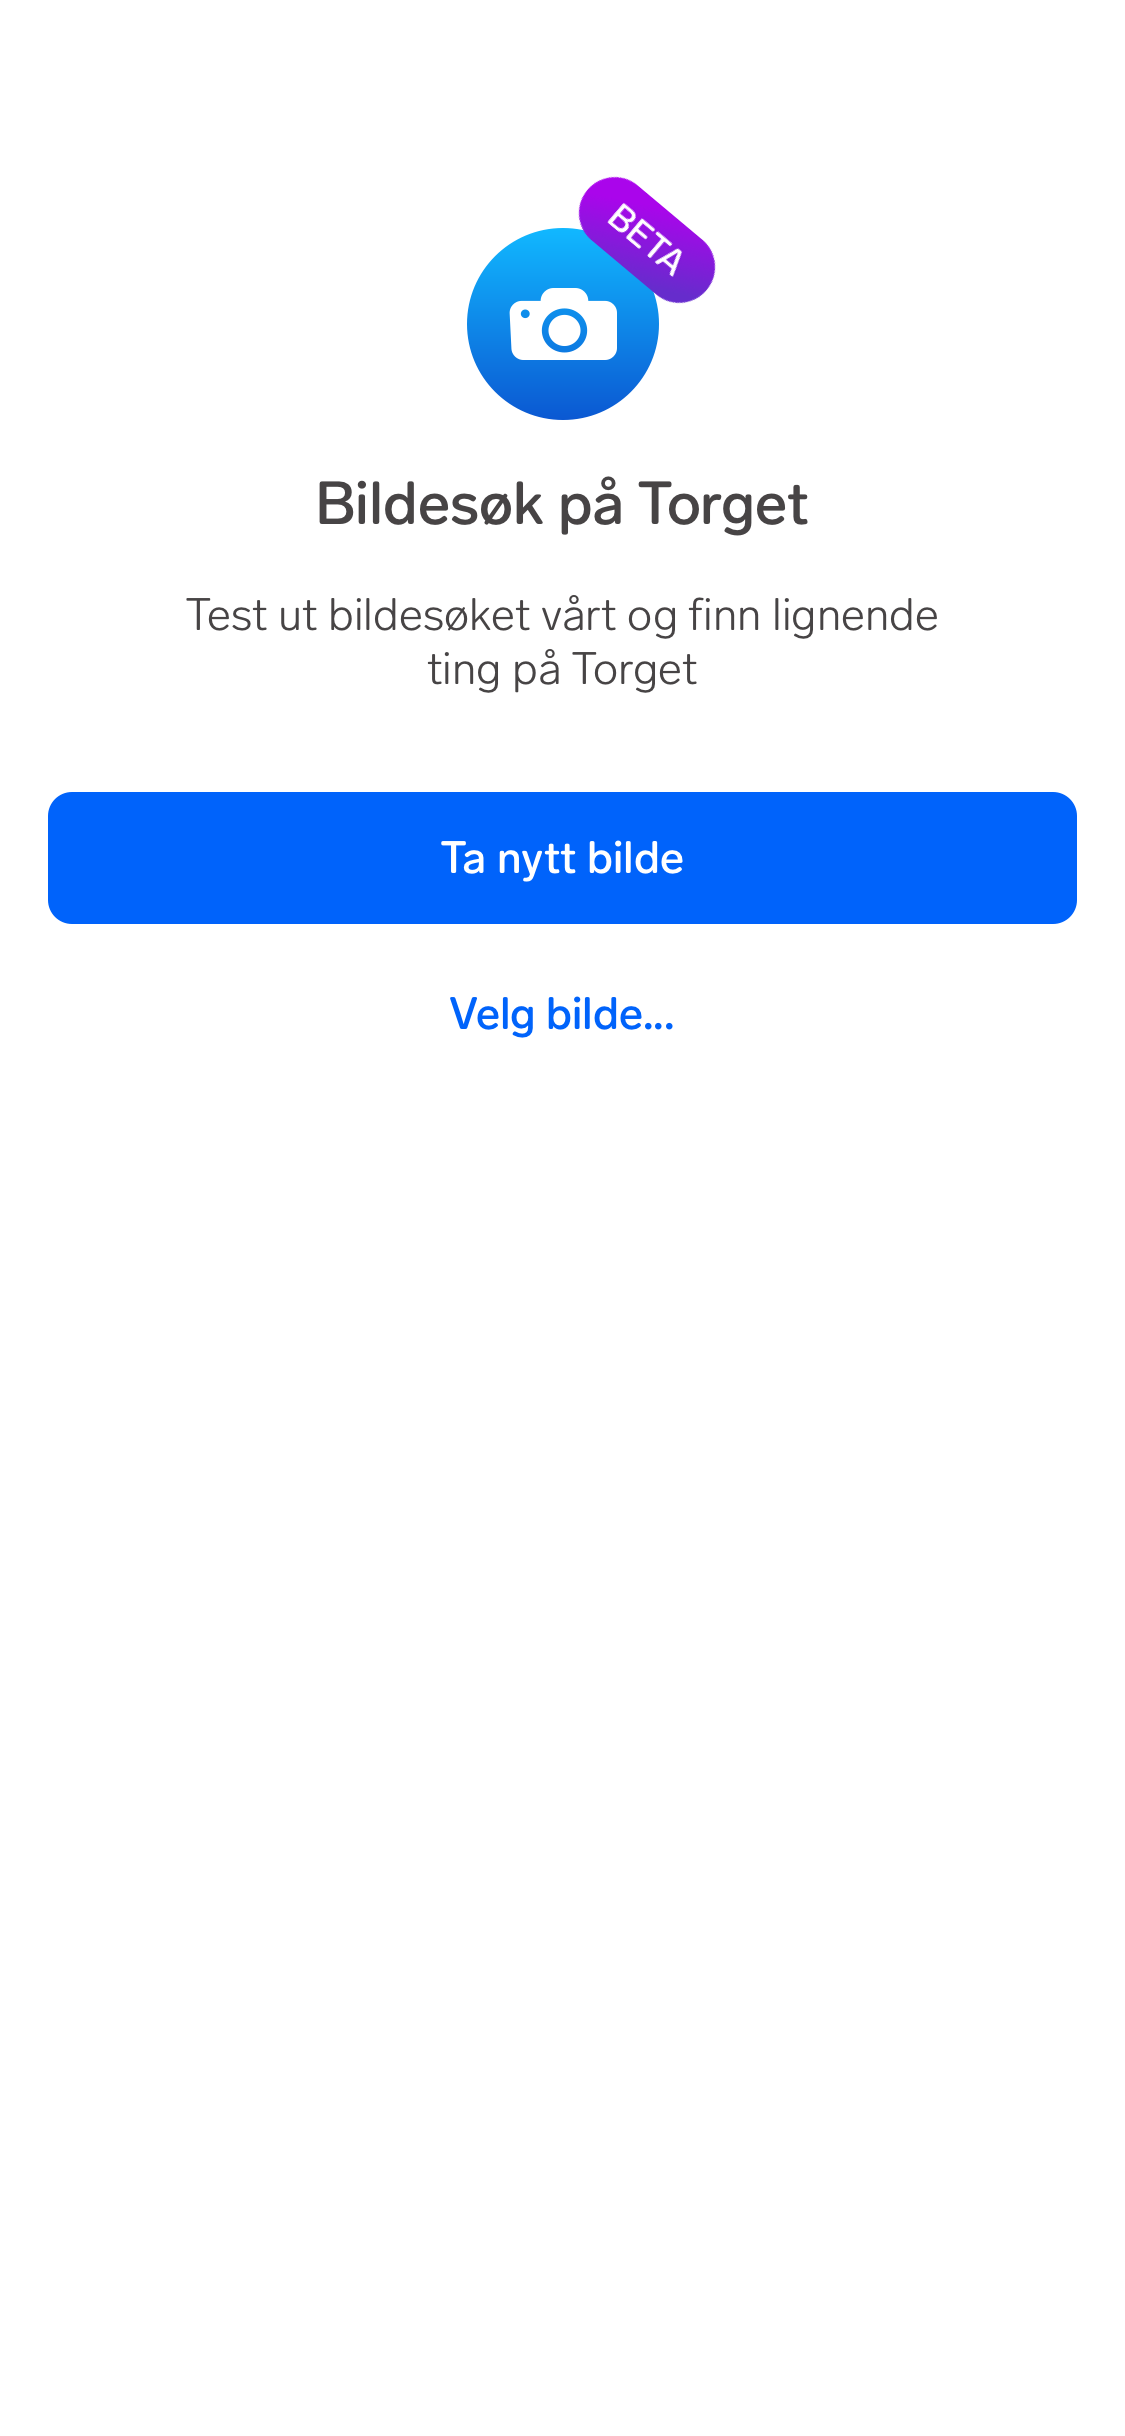 BETA
Bildesøk på Torget
Test ut bildesøket vårt og finn lignende
ting på Torget
Ta nytt bilde
Velg bilde...